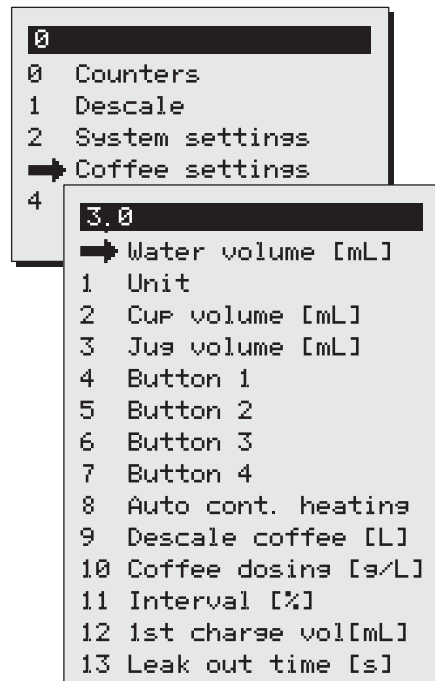 0
0 Counters
1 Descale
2 System settings
Coffee settings
4
3.0
Water volume [mL]
1 Unit
2 Cup volume [mL]
3 Jug volume [mL]
4 Button 1
5 Button 2
6 Button 3
7 Button 4
8 Auto cont. heating
9 Descale coffee [L]
10 Coffee dosing [g/L]
11 Interval [%]
12 1st charge vol[mL]
13 Leak out time [s]